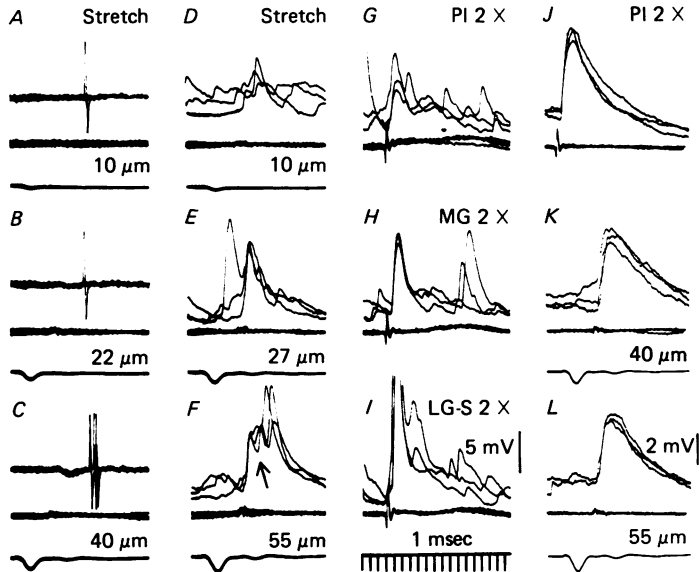 A Stretch D Stretch G PI 2 × J PI 2 ×
10 μm 10 μm
B E H MG 2 × K
22 μm 27 μm 40 μm
C F I LG-S 2 × L
5 mV 2 mV
40 μm 55 μm 1 msec 55 μm